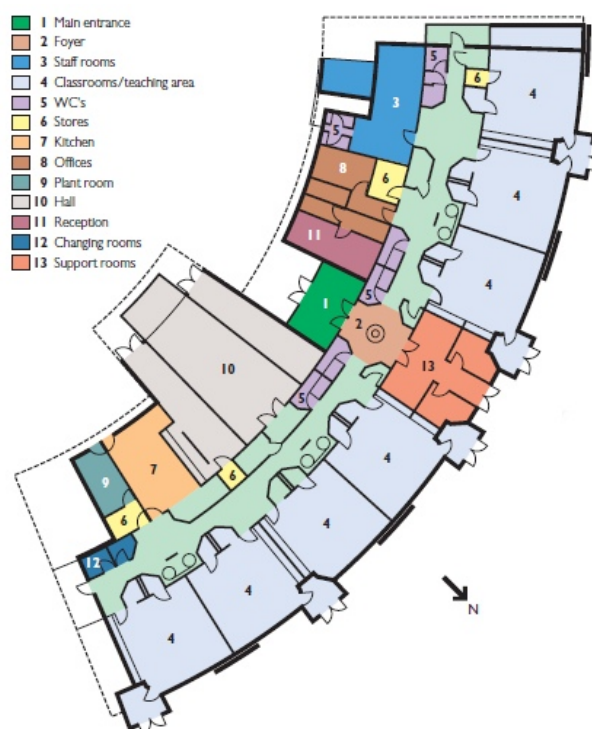 1 Main entrance
2 Foyer
3 Staff rooms
4 Classrooms/teaching area
5 WC's
6 Stores
7 Kitchen
8 Offices
9 Plant room
10 Hall
11 Reception
12 Changing rooms
13 Support rooms
5
6
4
3
5
8
6
4
11
4
1
5
2
13
10
5
4
7
6
9
4
6
12
4
4
N